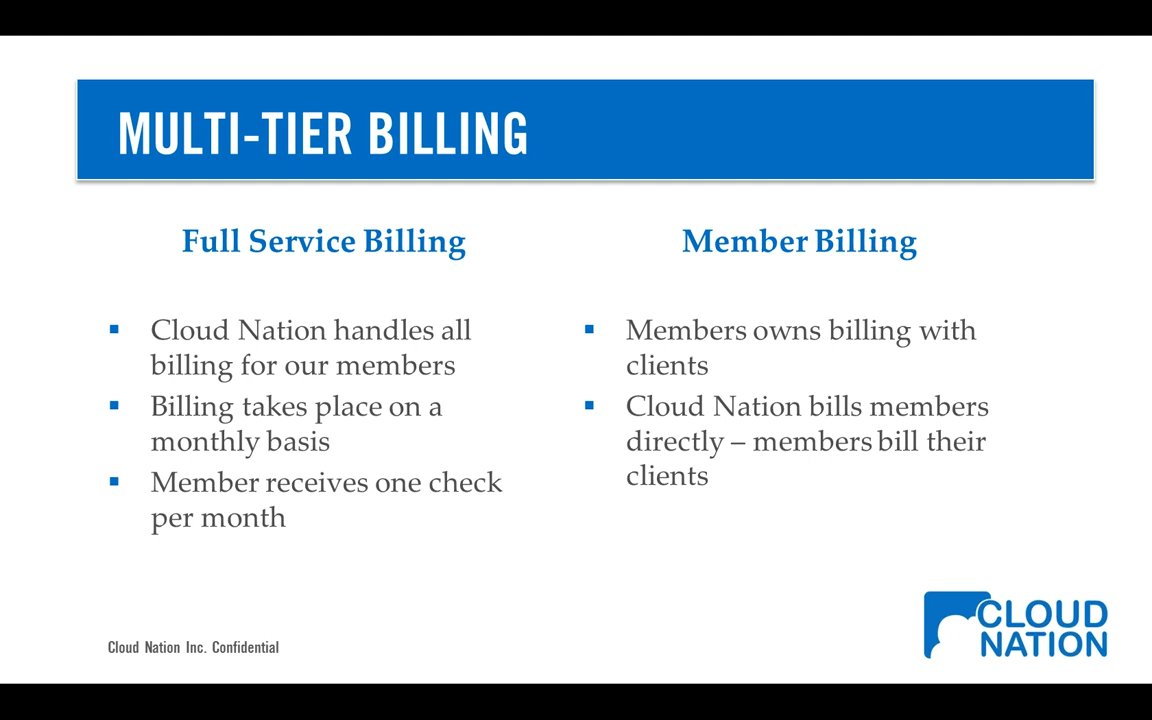 MULTI-TIER BILLING
Full Service Billing
Cloud Nation handles all
billing for our members
Billing takes place on a
monthly basis
Member receives one check
per month
Member Billing
Members owns billing with
clients
Cloud Nation bills members
directly – members bill their
clients
Cloud Nation Inc. Confidential
CLOUD
NATION